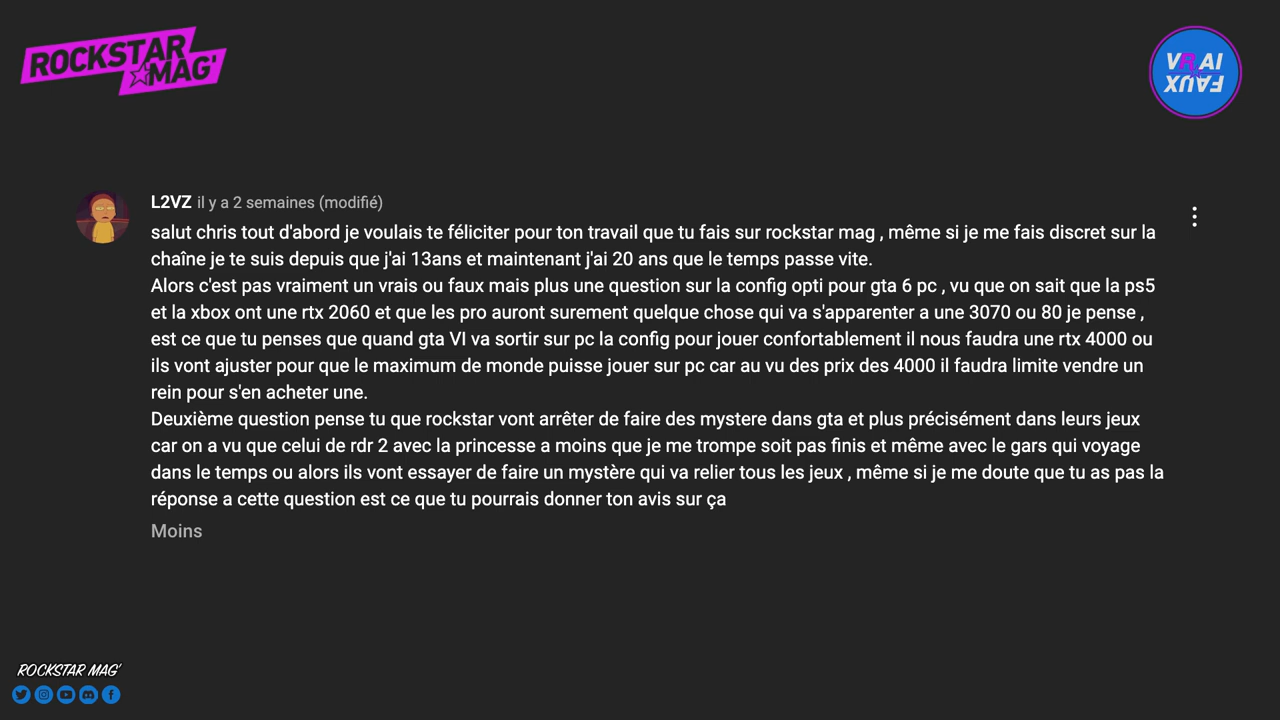 ROCKSTAR
MAG'
VRAI
FAUX
L2VZ il y a 2 semaines (modifié)
salut chris tout d'abord je voulais te féliciter pour ton travail que tu fais sur rockstar mag , même si je me fais discret sur la
chaîne je te suis depuis que j'ai 13ans et maintenant j'ai 20 ans que le temps passe vite.
Alors c'est pas vraiment un vrais ou faux mais plus une question sur la config opti pour gta 6 pc , vu que on sait que la ps5
et la xbox ont une rtx 2060 et que les pro auront surement quelque chose qui va s'apparenter a une 3070 ou 80 je pense ,
est ce que tu penses que quand gta VI va sortir sur pc la config pour jouer confortablement il nous faudra une rtx 4000 ou
ils vont ajuster pour que le maximum de monde puisse jouer sur pc car au vu des prix des 4000 il faudra limite vendre un
rein pour s'en acheter une.
Deuxième question pense tu que rockstar vont arrêter de faire des mystere dans gta et plus précisément dans leurs jeux
car on a vu que celui de rdr 2 avec la princesse a moins que je me trompe soit pas finis et même avec le gars qui voyage
dans le temps ou alors ils vont essayer de faire un mystère qui va relier tous les jeux , même si je me doute que tu as pas la
réponse a cette question est ce que tu pourrais donner ton avis sur ça
Moins
ROCKSTAR MAG'